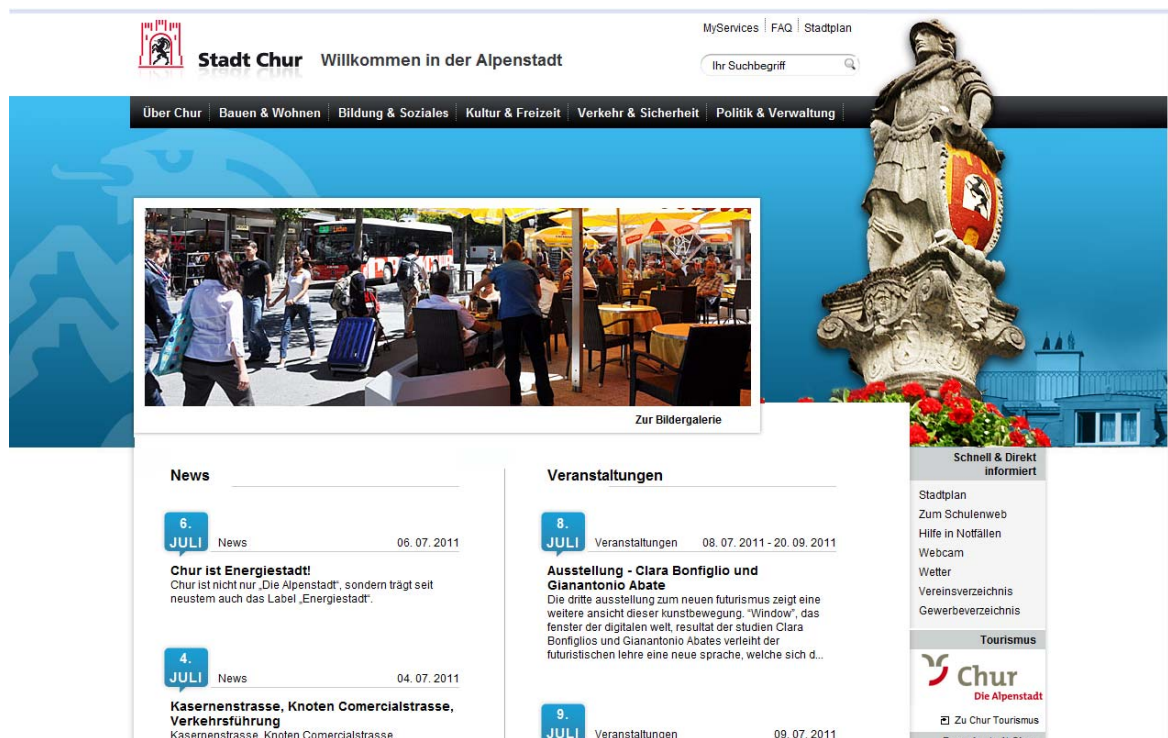 MyServices FAQ Stadtplan
Stadt Chur Willkommen in der Alpenstadt
Ihr Suchbegriff
Über Chur Bauen & Wohnen Bildung & Soziales Kultur & Freizeit Verkehr & Sicherheit Politik & Verwaltung
Zur Bildergalerie
News
6.
JULI News 06. 07. 2011
Chur ist Energiestadt!
Chur ist nicht nur „Die Alpenstadt“, sondern trägt seit
neustem auch das Label „Energiestadt“.
4.
JULI News 04. 07. 2011
Kasernenstrasse, Knoten Comercialstrasse,
Verkehrsführung
Kasernenstrasse, Knoten Comercialstrasse
Veranstaltungen
8.
JULI Veranstaltungen 08. 07. 2011 - 20. 09. 2011
Ausstellung - Clara Bonfiglio und
Gianantonio Abate
Die dritte ausstellung zum neuen futurismus zeigt eine
weitere ansicht dieser kunstbewegung. “Window”, das
fenster der digitalen welt, resultat der studien Clara
Bonfiglios und Gianantonio Abates verleiht der
futuristischen lehre eine neue sprache, welche sich d...
9.
JULI Veranstaltungen 09. 07. 2011
Schnell & Direkt
informiert
Stadtplan
Zum Schulenweb
Hilfe in Notfällen
Webcam
Wetter
Vereinsverzeichnis
Gewerbeverzeichnis
Tourismus
Chur
Die Alpenstadt
Zu Chur Tourismus